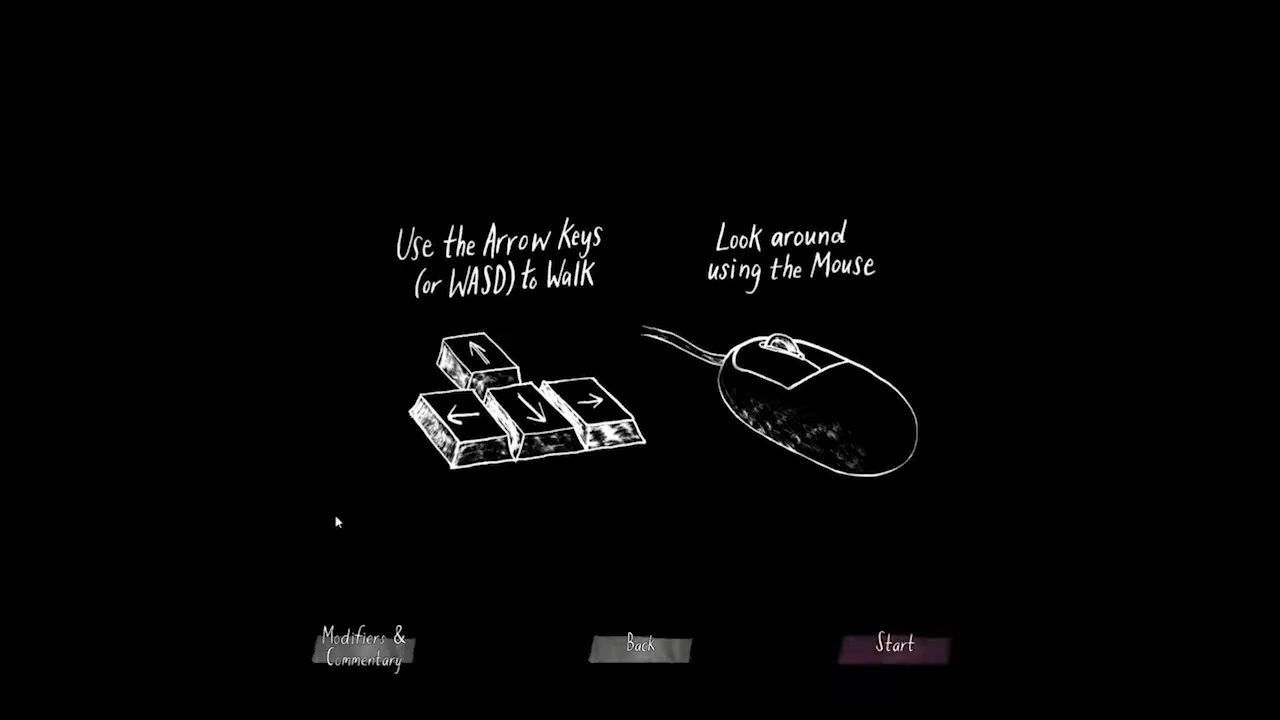 Use the Arrow Keys
(or WASD) to Walk
Look around
using the Mouse
Modifiers &
Commentary
Back
Start